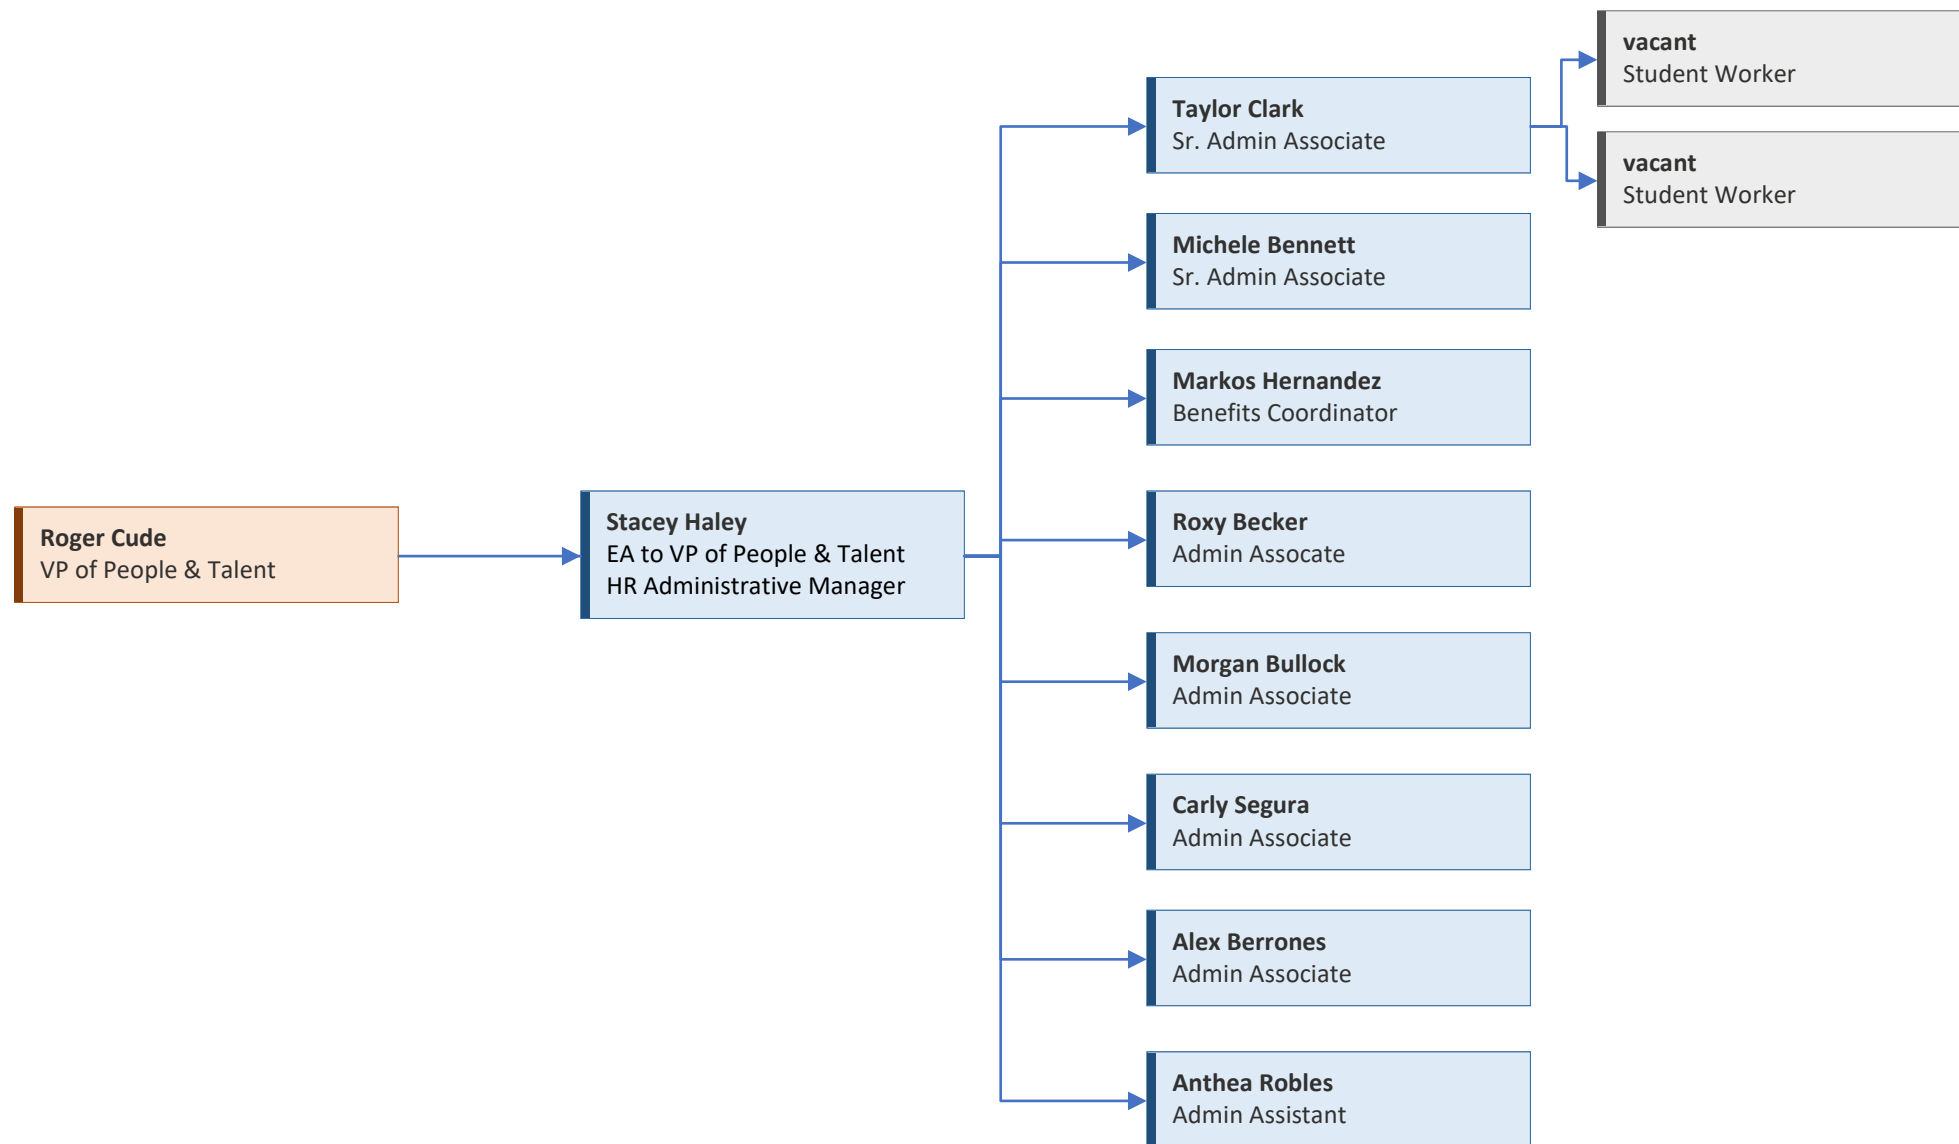 vacant
Student Worker
Taylor Clark
Sr. Admin Associate
vacant
Student Worker
Michele Bennett
Sr. Admin Associate
Markos Hernandez
Benefits Coordinator
Roger Cude
VP of People & Talent
Stacey Haley
EA to VP of People & Talent
HR Administrative Manager
Roxy Becker
Admin Assocate
Morgan Bullock
Admin Associate
Carly Segura
Admin Associate
Alex Berrones
Admin Associate
Anthea Robles
Admin Assistant